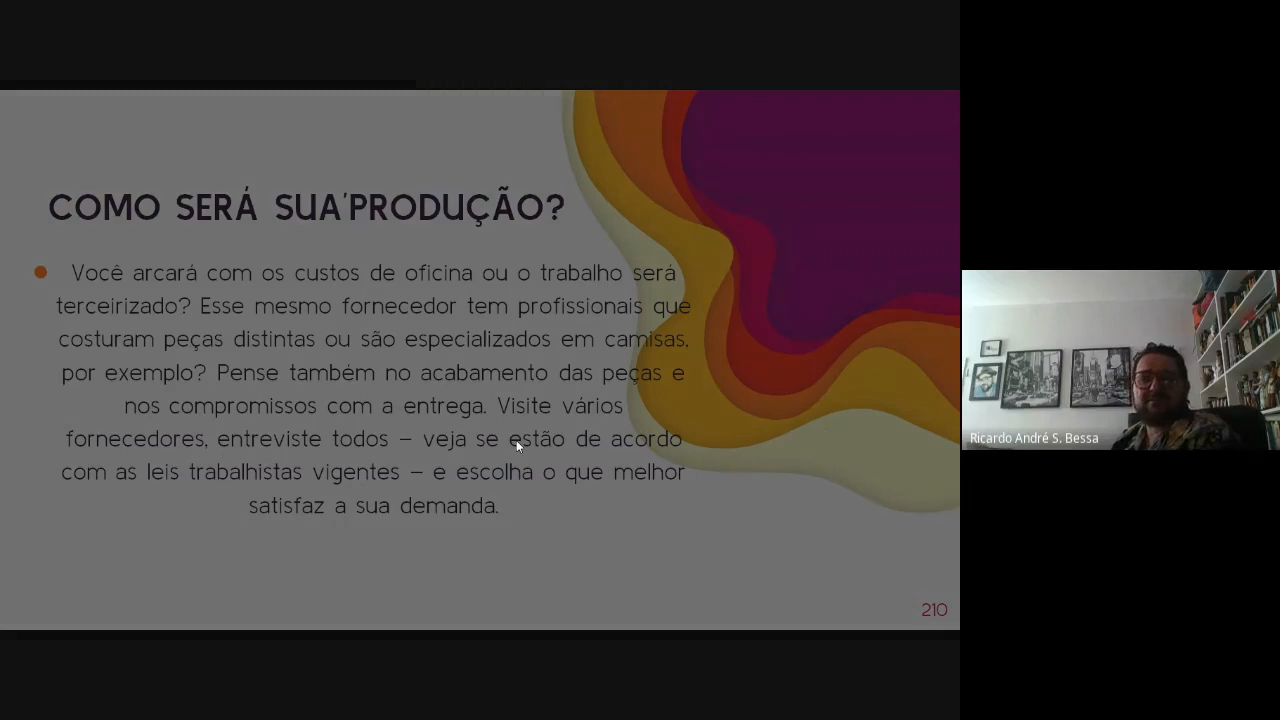 COMO SERÁ SUA'PRODUÇÃO?
Você arcará com os custos de oficina ou o trabalho será
terceirizado? Esse mesmo fornecedor tem profissionais que
costuram peças distintas ou são especializados em camisas,
por exemplo? Pense também no acabamento das peças e
nos compromissos com a entrega. Visite vários
fornecedores, entreviste todos – veja se estão de acordo
com as leis trabalhistas vigentes – e escolha o que melhor
satisfaz a sua demanda.
210
Ricardo André S. Bessa